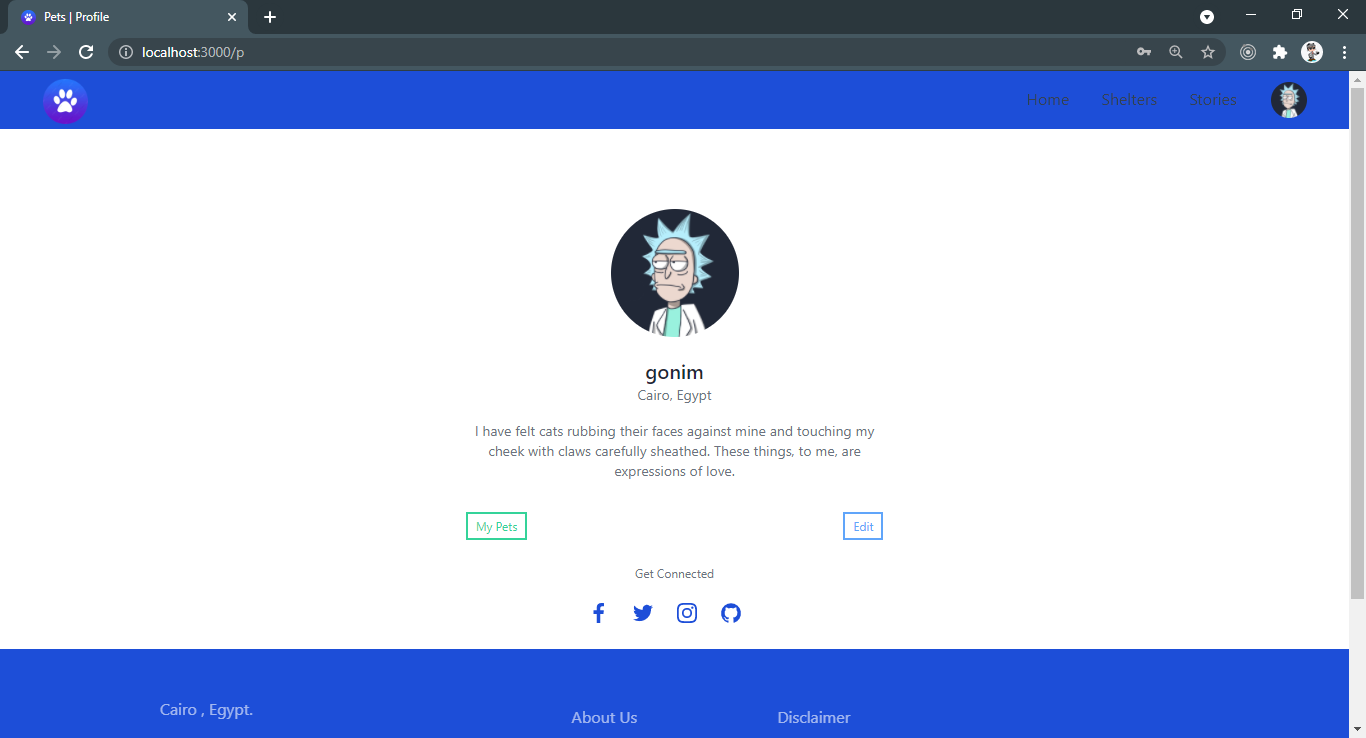 Pets | Profile
localhost:3000/p
Home Shelters Stories
gonim
Cairo, Egypt
I have felt cats rubbing their faces against mine and touching my
cheek with claws carefully sheathed. These things, to me, are
expressions of love.
My Pets Edit
Get Connected
Cairo , Egypt.
About Us Disclaimer